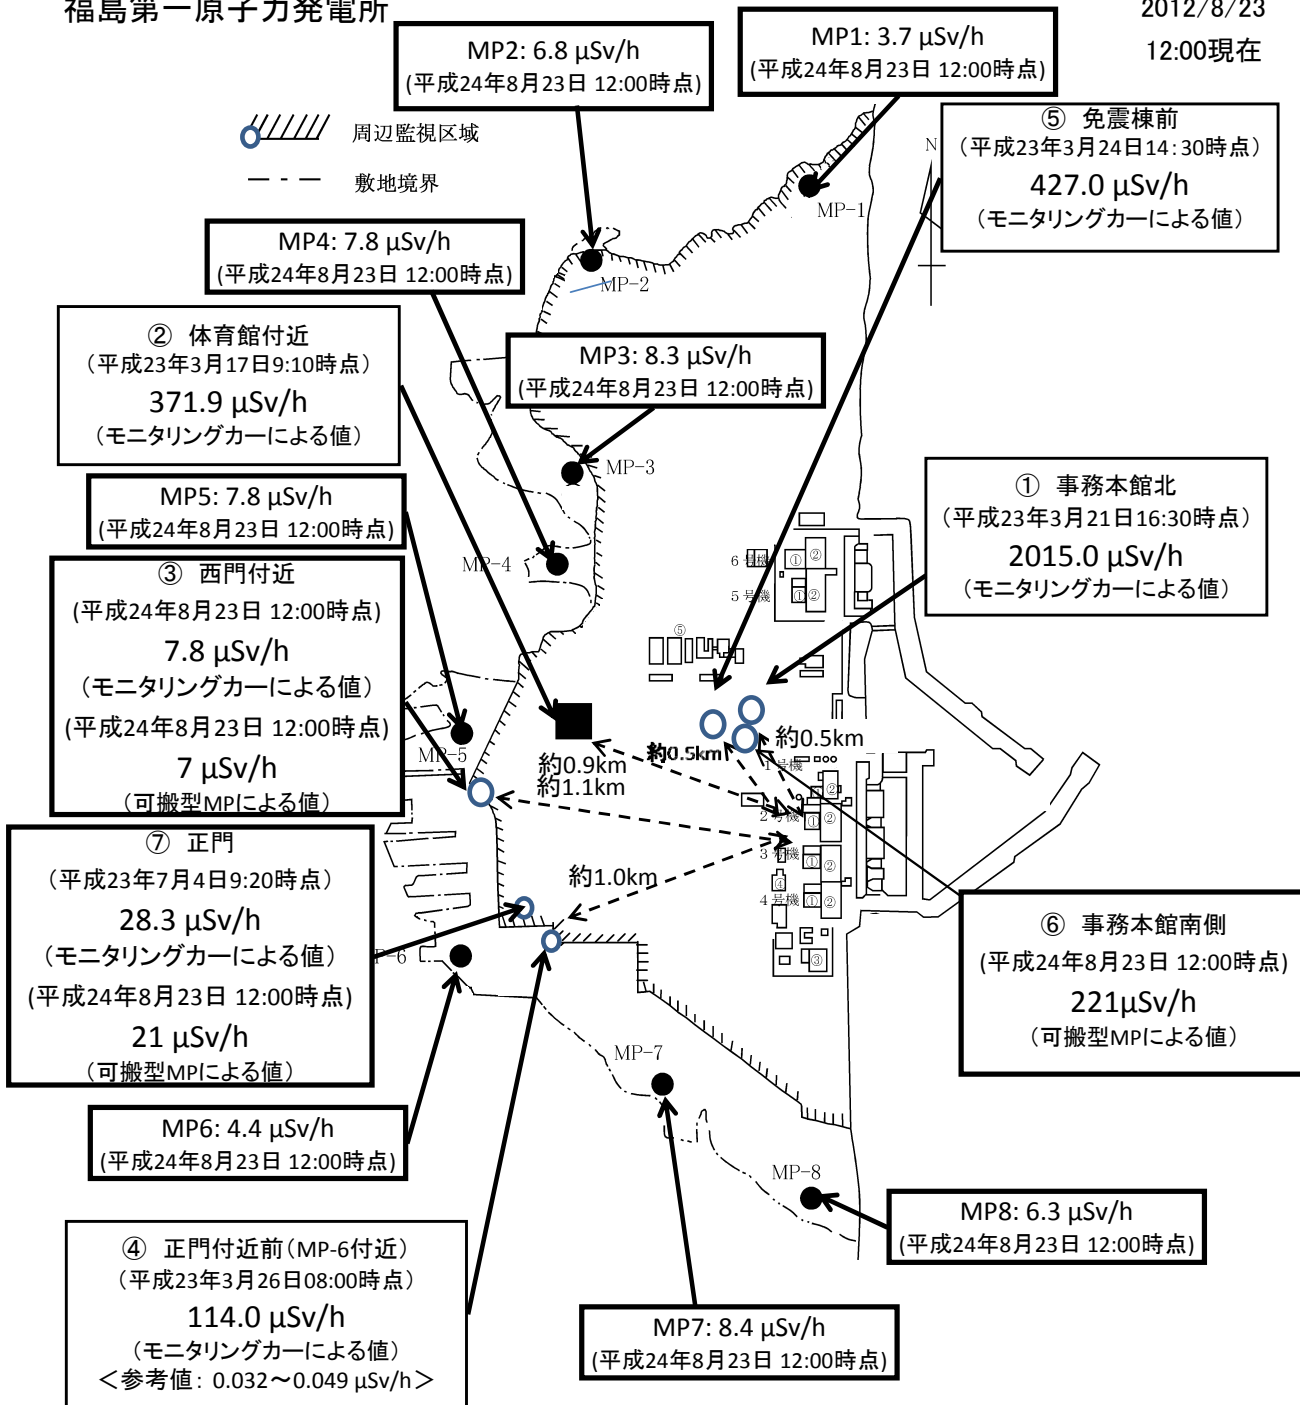 福島第一原子力発電所
2012/8/23
12:00現在
MP2: 6.8 μSv/h
(平成24年8月23日 12:00時点)
MP1: 3.7 μSv/h
(平成24年8月23日 12:00時点)
周辺監視区域
敷地境界
⑤ 免震棟前
(平成23年3月24日14:30時点)
427.0 μSv/h
(モニタリングカーによる値)
N
MP-1
MP4: 7.8 μSv/h
(平成24年8月23日 12:00時点)
MP-2
② 体育館付近
(平成23年3月17日9:10時点)
371.9 μSv/h
(モニタリングカーによる値)
MP3: 8.3 μSv/h
(平成24年8月23日 12:00時点)
MP-3
MP5: 7.8 μSv/h
(平成24年8月23日 12:00時点)
① 事務本館北
(平成23年3月21日16:30時点)
2015.0 μSv/h
(モニタリングカーによる値)
MP-4
6号機
① ②
5号機
① ②
③ 西門付近
(平成24年8月23日 12:00時点)
7.8 μSv/h
(モニタリングカーによる値)
(平成24年8月23日 12:00時点)
7 μSv/h
(可搬型MPによる値)
⑤
MP-5
約0.9km
約1.1km
約0.5km
約0.5km
1号機
②
2号機
① ②
3号機
① ②
④
4号機
① ②
③
約1.0km
⑦ 正門
(平成23年7月4日9:20時点)
28.3 μSv/h
(モニタリングカーによる値)
(平成24年8月23日 12:00時点)
21 μSv/h
(可搬型MPによる値)
P-6
⑥ 事務本館南側
(平成24年8月23日 12:00時点)
221μSv/h
(可搬型MPによる値)
MP-7
MP6: 4.4 μSv/h
(平成24年8月23日 12:00時点)
MP-8
MP8: 6.3 μSv/h
(平成24年8月23日 12:00時点)
④ 正門付近前(MP-6付近)
(平成23年3月26日08:00時点)
114.0 μSv/h
(モニタリングカーによる値)
＜参考値: 0.032～0.049 μSv/h＞
MP7: 8.4 μSv/h
(平成24年8月23日 12:00時点)